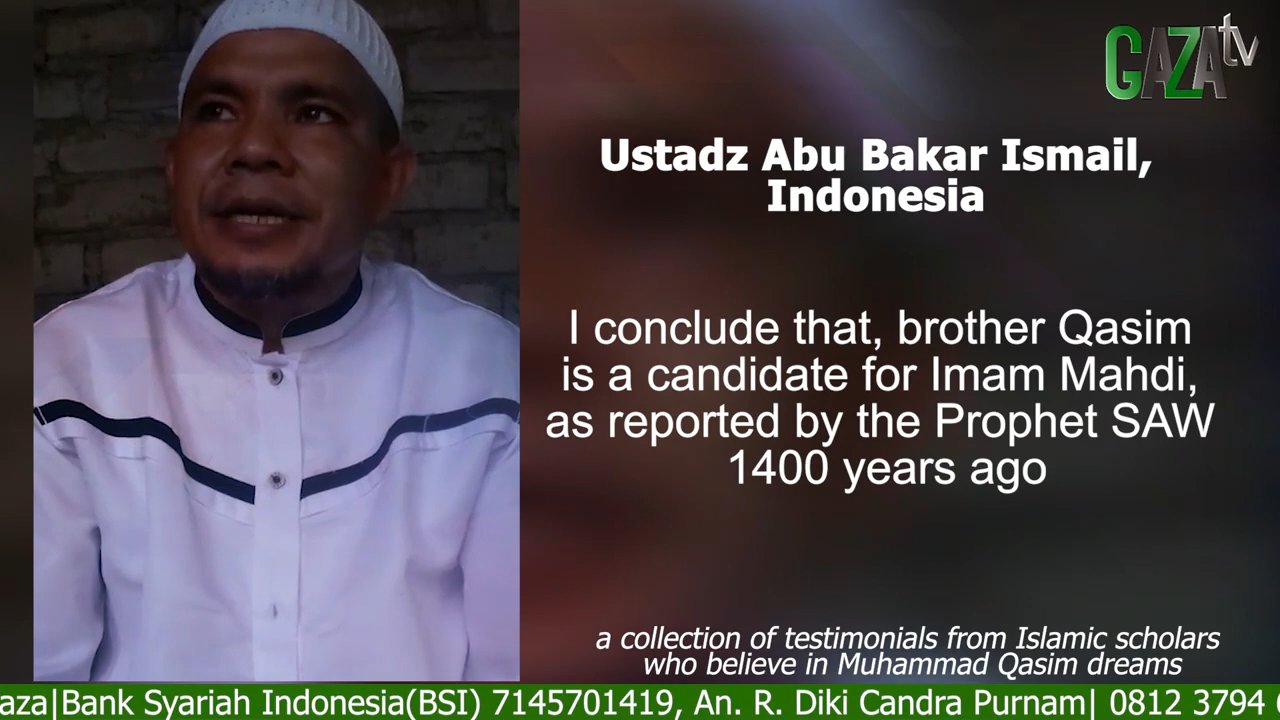 GAZA tv
Ustadz Abu Bakar Ismail,
Indonesia
I conclude that, brother Qasim
is a candidate for Imam Mahdi,
as reported by the Prophet SAW
1400 years ago
a collection of testimonials from Islamic scholars
who believe in Muhammad Qasim dreams
aza|Bank Syariah Indonesia(BSI) 7145701419, An. R. Diki Candra Purnam| 0812 3794